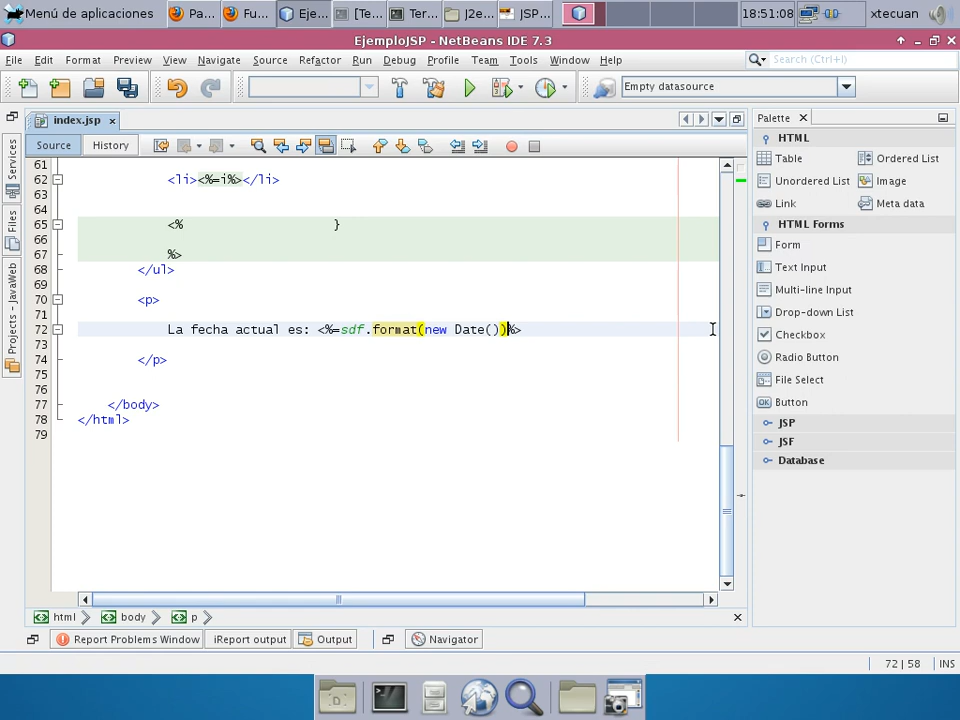 Menú de aplicaciones
Pa...
Fu...
Eje...
[Te...
Ter...
J2e...
JSP...
18:51:08
xtecuan
EjemploJSP - NetBeans IDE 7.3
File Edit Format Preview View Navigate Source Refactor Run Debug Profile Team Tools Window Help
Search (Ctrl+I)
Empty datasource
index.jsp
Source History
Services
Files
Projects - JavaWeb
61
62 <li><%=i%></li>
63
64
65 <% }
66
67 %>
68 </ul>
69
70 <p>
71
72 La fecha actual es: <%=sdf.format(new Date())%>
73
74 </p>
75
76
77 </body>
78 </html>
79
Palette
HTML
Table Ordered List
Unordered List Image
Link Meta data
HTML Forms
Form
Text Input
Multi-line Input
Drop-down List
Checkbox
Radio Button
File Select
Button
JSP
JSF
Database
html body p
Report Problems Window iReport output Output Navigator
72 | 58 INS